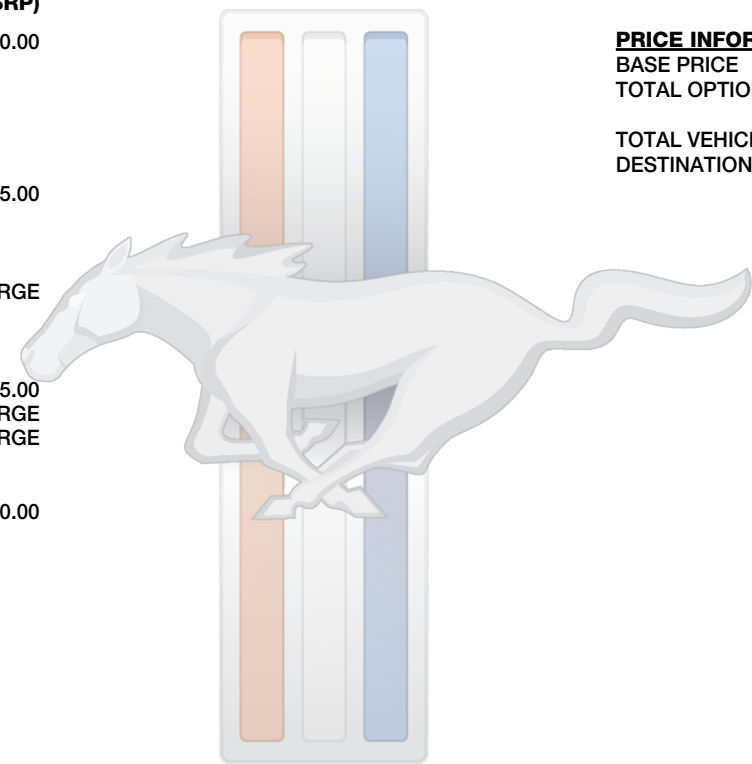 SRP)
0.00
5.00
RGE
5.00
RGE
RGE
0.00
PRICE INFOR
BASE PRICE
TOTAL OPTIO
TOTAL VEHIC
DESTINATION